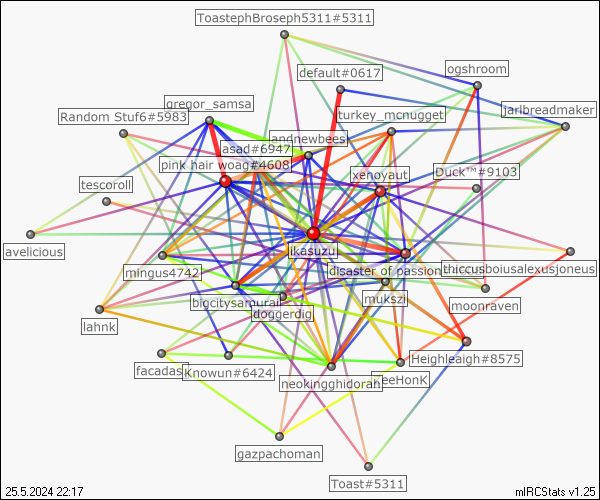 ToastephBroseph5311#5311
default#0617
ogshroom
gregor_samsa
turkey_mcnugget
jarlbreadmaker
Random Stuf6#5983
andnewbees
asad#6947
pink hair woag#4608
xenoyaut
Duck™#9103
tescoroll
avelicious
ikasuzu
mingus4742
disaster of passion
thiccusboiusalexusjoneus
bigcitysamurai
mukszi
doggerdig
moonraven
lahnk
facadas
Knowun#6424
neokingghidorah
eeHonK
Heighleaigh#8575
gazpachoman
Toast#5311
25.5.2024 22:17
mIRCStats v1.25